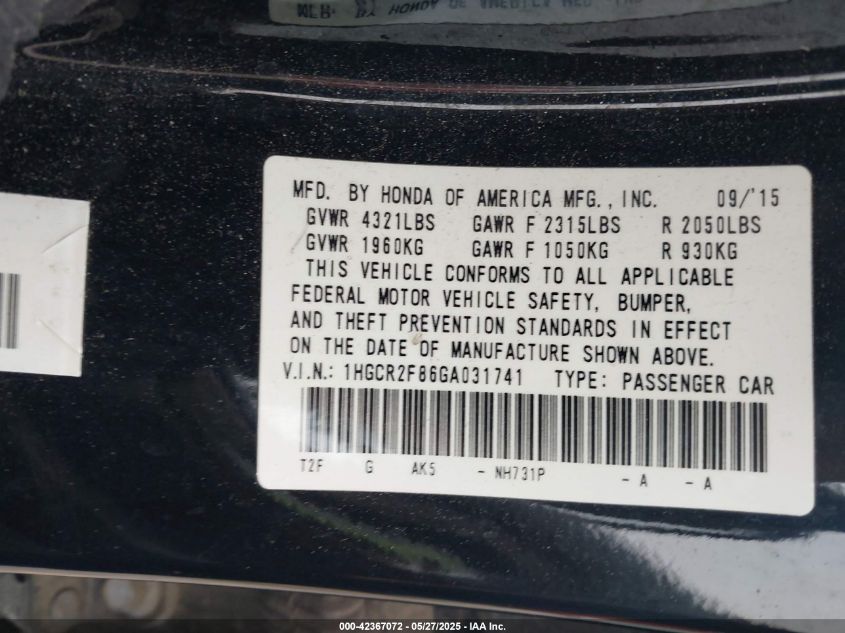 MFD. BY HONDA OF AMERICA MFG., INC. 09/'15
GVWR 4321LBS GAWR F 2315LBS R 2050LBS
GVWR 1960KG GAWR F 1050KG R 930KG
THIS VEHICLE CONFORMS TO ALL APPLICABLE
FEDERAL MOTOR VEHICLE SAFETY, BUMPER,
AND THEFT PREVENTION STANDARDS IN EFFECT
ON THE DATE OF MANUFACTURE SHOWN ABOVE.
V.I.N.: 1HGCR2F86GA031741 TYPE: PASSENGER CAR
T2F G AK5 - NH731P - A - A
000-42367072 - 05/27/2025 - IAA Inc.